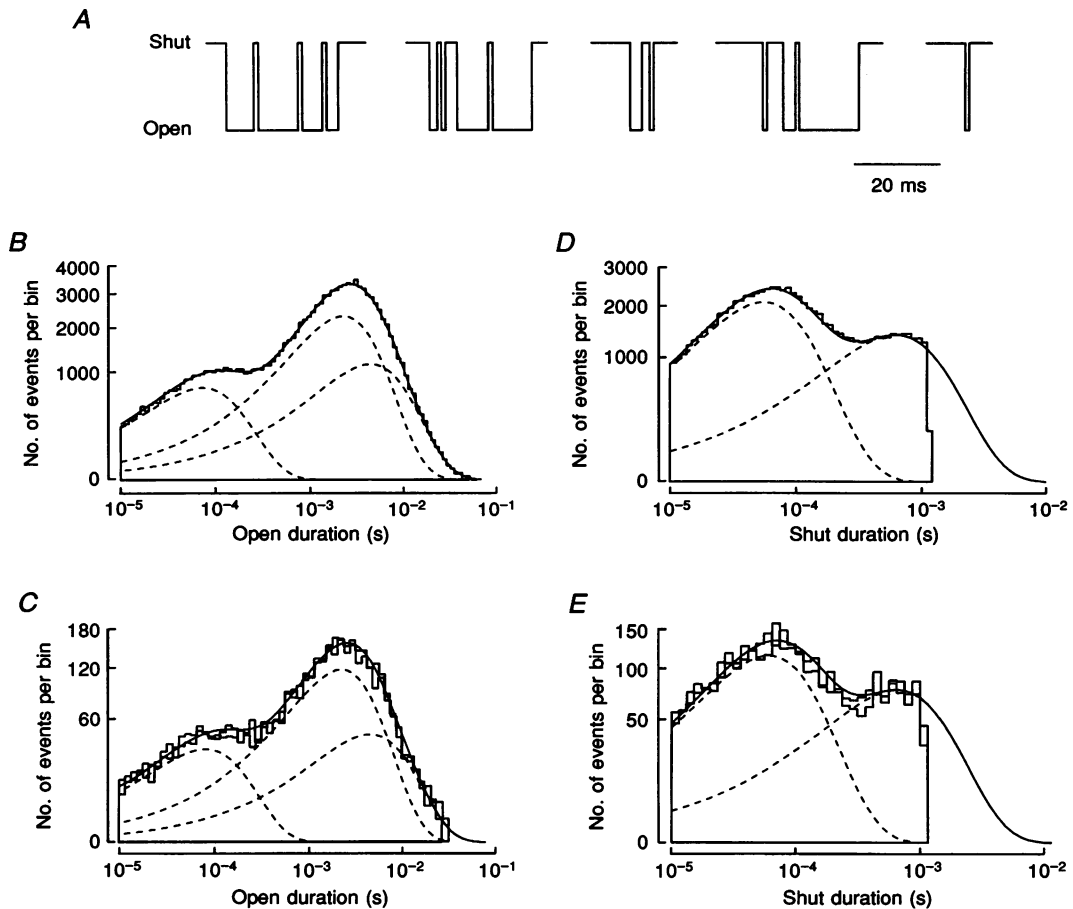 A
Shut
Open
20 ms
B
No. of events per bin
4000
3000
2000
1000
0
10⁻⁵ 10⁻⁴ 10⁻³ 10⁻² 10⁻¹
Open duration (s)
D
No. of events per bin
3000
2000
1000
0
10⁻⁵ 10⁻⁴ 10⁻³ 10⁻²
Shut duration (s)
C
No. of events per bin
180
120
60
0
10⁻⁵ 10⁻⁴ 10⁻³ 10⁻² 10⁻¹
Open duration (s)
E
No. of events per bin
150
100
50
0
10⁻⁵ 10⁻⁴ 10⁻³ 10⁻²
Shut duration (s)